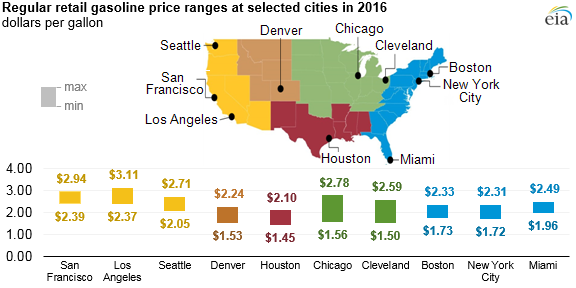 Regular retail gasoline price ranges at selected cities in 2016
dollars per gallon
eia
Denver
Chicago
Seattle
Cleveland
Boston
San
Francisco
New York
City
Los Angeles
Houston
Miami
max
min
4.00
3.00
2.00
1.00
0.00
$2.94
$3.11
$2.71
$2.24
$2.10
$2.78
$2.59
$2.33
$2.31
$2.49
$2.39
$2.37
$2.05
$1.53
$1.45
$1.56
$1.50
$1.73
$1.72
$1.96
San
Francisco
Los
Angeles
Seattle
Denver
Houston
Chicago
Cleveland
Boston
New York
City
Miami